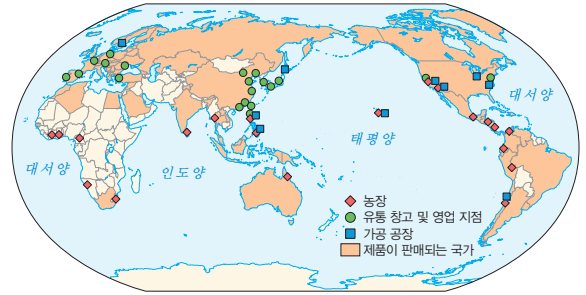 대서양
대서양
인도양
태평양
농장
유통 창고 및 영업 지점
가공 공장
제품이 판매되는 국가